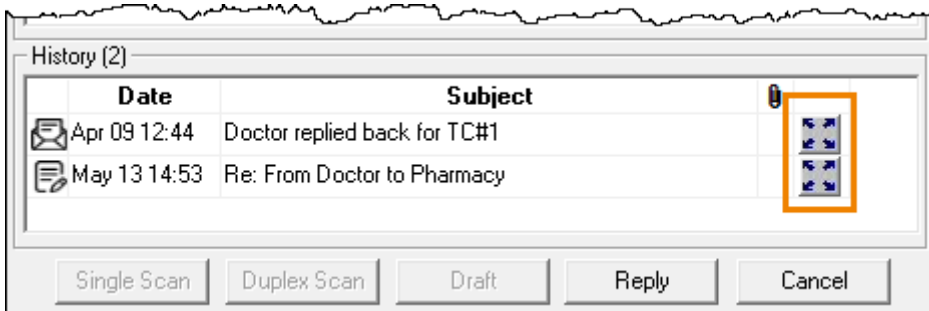 History (2)
Date Subject
Apr 09 12:44 Doctor replied back for TC#1
May 13 14:53 Re: From Doctor to Pharmacy
Single Scan Duplex Scan Draft Reply Cancel